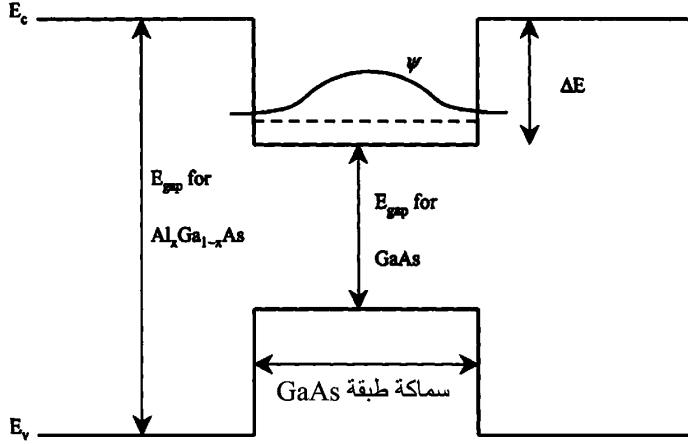 E_c
ψ
ΔE
E_gap for
Al_xGa_1-xAs
E_gap for
GaAs
سماكة طبقة GaAs
E_v